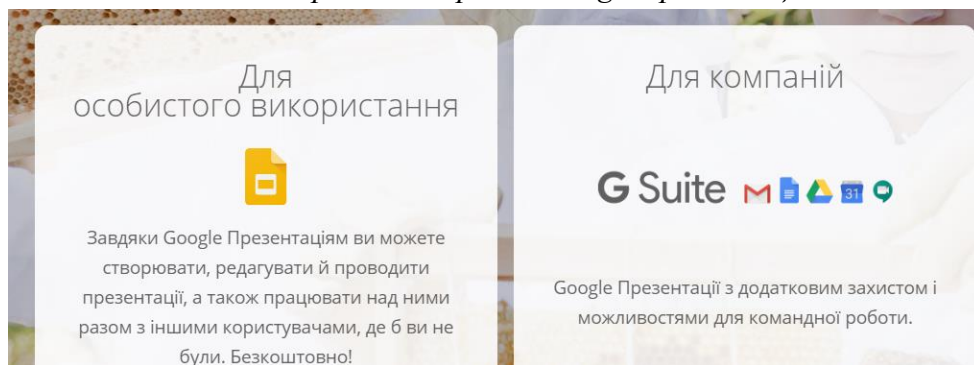 Для
особистого використання
Завдяки Google Презентаціям ви можете
створювати, редагувати й проводити
презентації, а також працювати над ними
разом з іншими користувачами, де б ви не
були. Безкоштовно!
Для компаній
G Suite
31
Google Презентації з додатковим захистом і
можливостями для командної роботи.